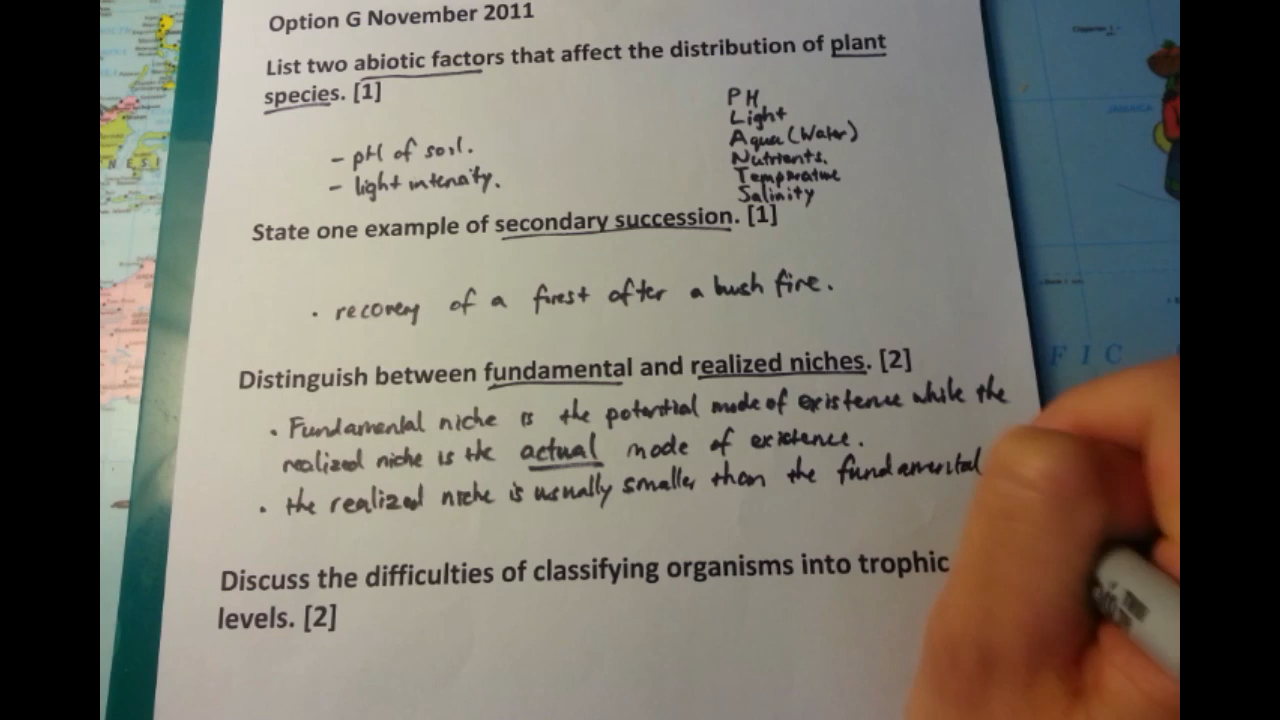 Option G November 2011
List two abiotic factors that affect the distribution of plant
species. [1]
PH
Light
Aqua (Water)
Nutrients.
Temperature
Salinity
- pH of soil.
- light intensity.
State one example of secondary succession. [1]
• recovery of a forest after a bush fire.
Distinguish between fundamental and realized niches. [2]
• Fundamental niche is the potential mode of existence while the
realized niche is the actual mode of existence.
• the realized niche is usually smaller than the fundamental
Discuss the difficulties of classifying organisms into trophic
levels. [2]
JAMAICA
F I C
N E S I